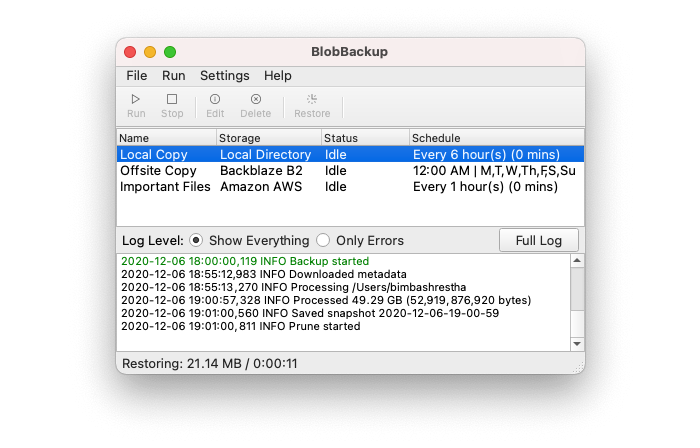 BlobBackup
File Run Settings Help
Run Stop Edit Delete Restore
Name Storage Status Schedule
Local Copy Local Directory Idle Every 6 hour(s) (0 mins)
Offsite Copy Backblaze B2 Idle 12:00 AM | M,T,W,Th,F,S,Su
Important Files Amazon AWS Idle Every 1 hour(s) (0 mins)
Log Level: Show Everything Only Errors Full Log
2020-12-06 18:00:00,119 INFO Backup started
2020-12-06 18:55:12,983 INFO Downloaded metadata
2020-12-06 18:55:13,270 INFO Processing /Users/bimbashrestha
2020-12-06 19:00:57,328 INFO Processed 49.29 GB (52,919,876,920 bytes)
2020-12-06 19:01:00,560 INFO Saved snapshot 2020-12-06-19-00-59
2020-12-06 19:01:00,811 INFO Prune started
Restoring: 21.14 MB / 0:00:11